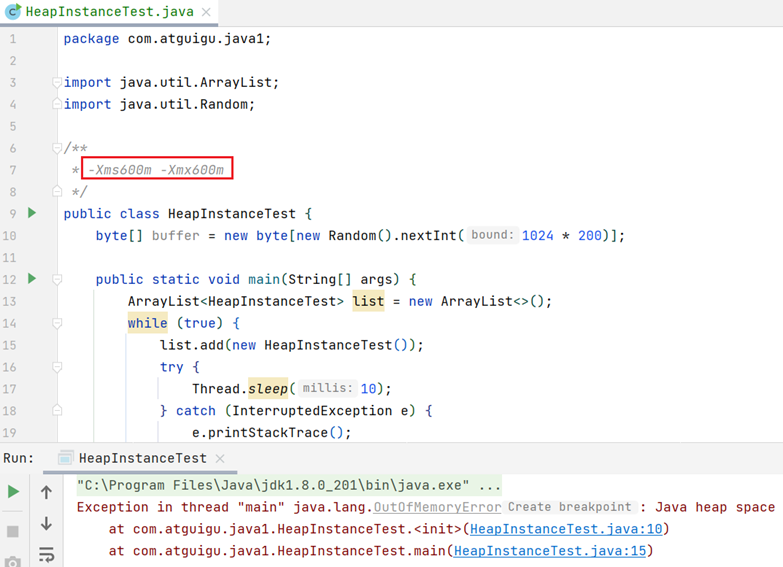 HeapInstanceTest.java
1 package com.atguigu.java1;
2
3 import java.util.ArrayList;
4 import java.util.Random;
5
6 /**
7 * -Xms600m -Xmx600m
8 */
9 public class HeapInstanceTest {
10 byte[] buffer = new byte[new Random().nextInt( bound: 1024 * 200)];
11
12 public static void main(String[] args) {
13 ArrayList<HeapInstanceTest> list = new ArrayList<>();
14 while (true) {
15 list.add(new HeapInstanceTest());
16 try {
17 Thread.sleep( millis: 10);
18 } catch (InterruptedException e) {
19 e.printStackTrace();
Run: HeapInstanceTest
"C:\Program Files\Java\jdk1.8.0_201\bin\java.exe" ...
Exception in thread "main" java.lang.OutOfMemoryError Create breakpoint : Java heap space
at com.atguigu.java1.HeapInstanceTest.<init>(HeapInstanceTest.java:10)
at com.atguigu.java1.HeapInstanceTest.main(HeapInstanceTest.java:15)